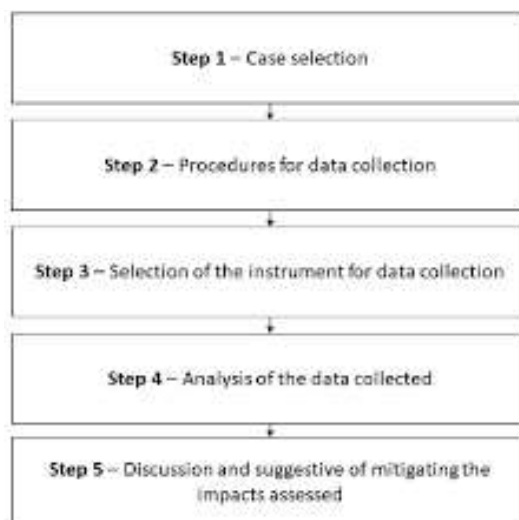 Step 1 – Case selection
Step 2 – Procedures for data collection
Step 3 – Selection of the instrument for data collection
Step 4 – Analysis of the data collected
Step 5 – Discussion and suggestive of mitigating the
impacts assessed